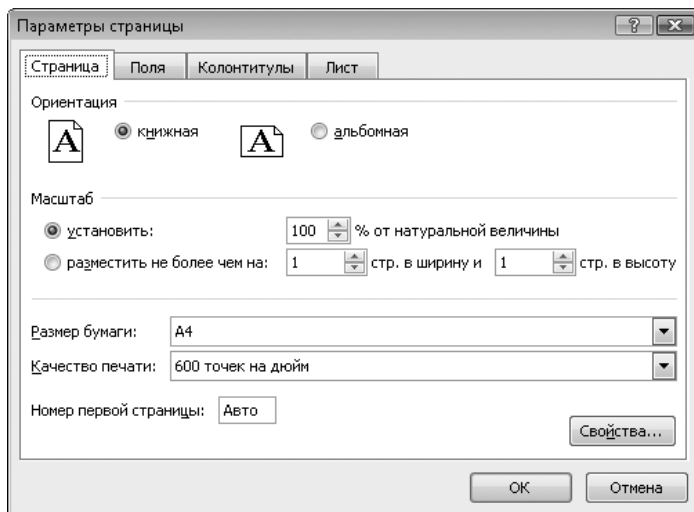 Параметры страницы
Страница Поля Колонтитулы Лист
Ориентация
A книжная A альбомная
Масштаб
установить: 100 % от натуральной величины
разместить не более чем на: 1 стр. в ширину и 1 стр. в высоту
Размер бумаги: A4
Качество печати: 600 точек на дюйм
Номер первой страницы: Авто
Свойства...
ОК Отмена